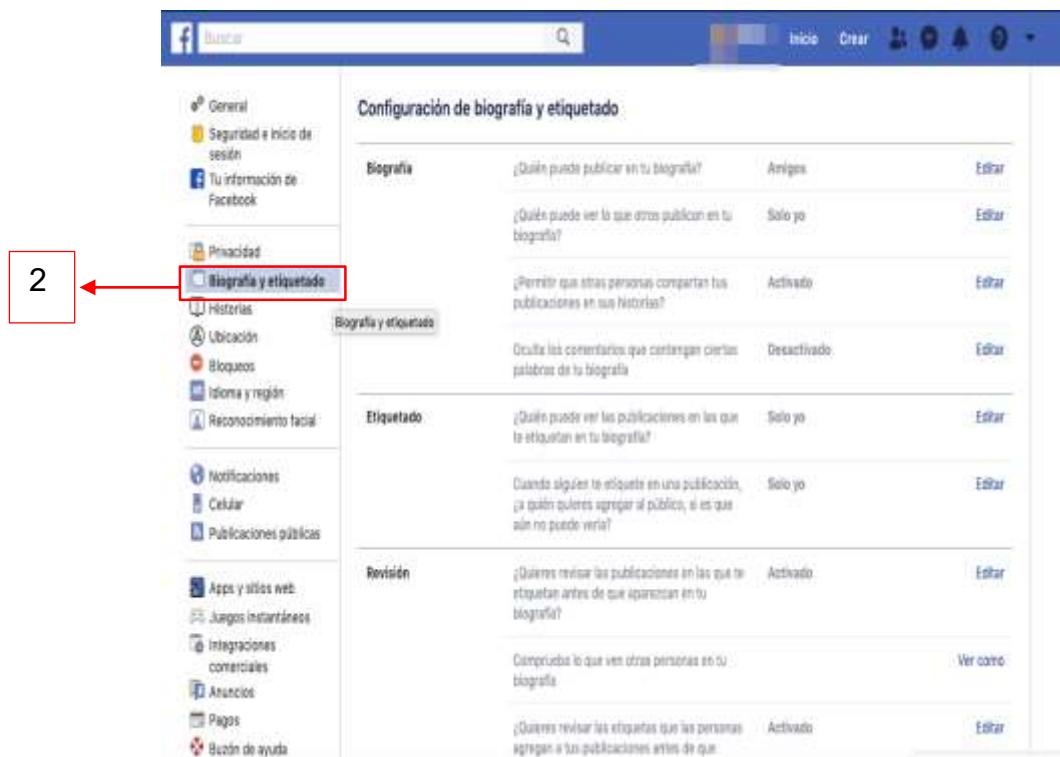 Buscar
Inicio Crear
General
Seguridad e inicio de
sesión
Tu información de
Facebook
Privacidad
Biografía y etiquetado
Historias
Ubicación
Bloqueos
Idioma y región
Reconocimiento facial
Notificaciones
Celular
Publicaciones públicas
Apps y sitios web
Juegos instantáneos
Integraciones
comerciales
Anuncios
Pagos
Buzón de ayuda
2
Biografía y etiquetado
Configuración de biografía y etiquetado
Biografía
¿Quién puede publicar en tu biografía? Amigos Editar
¿Quién puede ver lo que otros publican en tu Solo yo Editar
biografía?
¿Permitir que otras personas compartan tus Activado Editar
publicaciones en sus historias?
Oculta los comentarios que contengan ciertas Desactivado Editar
palabras de tu biografía
Etiquetado
¿Quién puede ver las publicaciones en las que Solo yo Editar
te etiquetan en tu biografía?
Cuando alguien te etiquete en una publicación, Solo yo Editar
¿a quién quieres agregar al público, si es que
aún no puede verla?
Revisión
¿Quieres revisar las publicaciones en las que te Activado Editar
etiquetan antes de que aparezcan en tu
biografía?
Comprueba lo que ven otras personas en tu Ver como
biografía
¿Quieres revisar las etiquetas que las personas Activado Editar
agregan a tus publicaciones antes de que